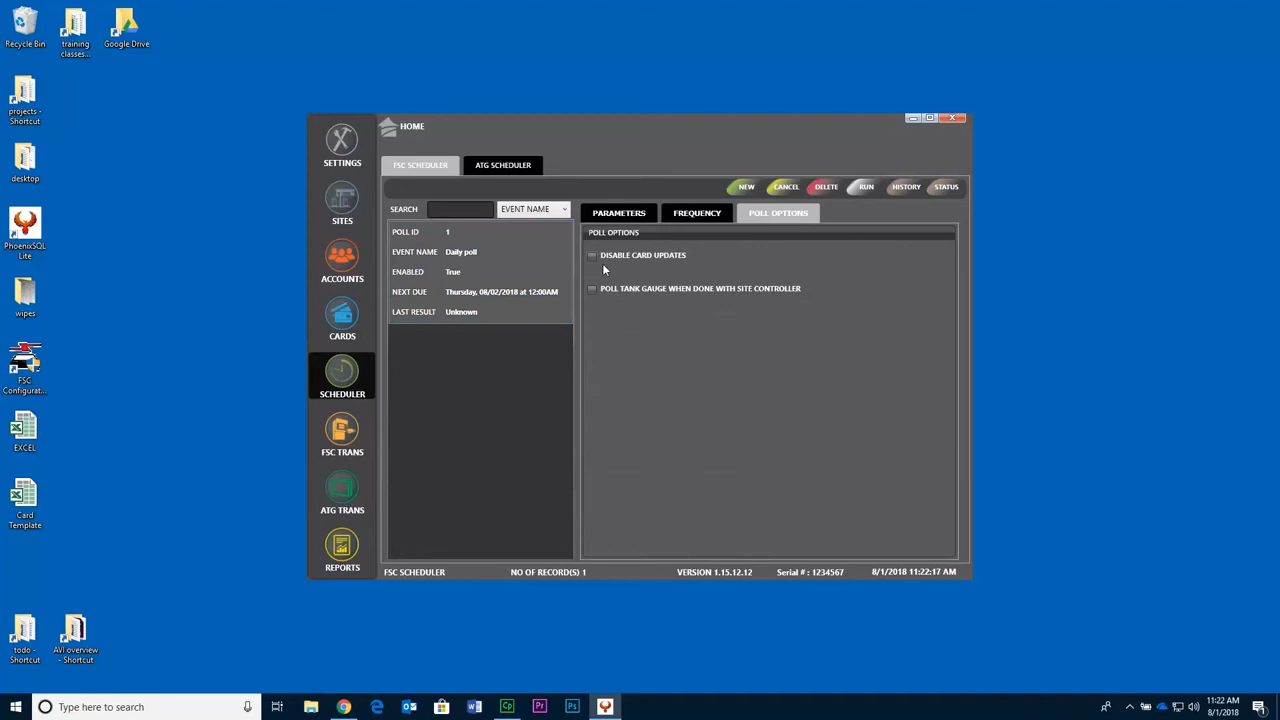 Recycle Bin
training classes...
Google Drive
projects - Shortcut
desktop
PhoenixSQL Lite
wipes
FSC Configurat...
EXCEL
Card Template
todo - Shortcut
AVI overview - Shortcut
HOME
SETTINGS
SITES
ACCOUNTS
CARDS
SCHEDULER
FSC TRANS
ATG TRANS
REPORTS
FSC SCHEDULER
ATG SCHEDULER
NEW
CANCEL
DELETE
RUN
HISTORY
STATUS
SEARCH
EVENT NAME
POLL ID 1
EVENT NAME Daily poll
ENABLED True
NEXT DUE Thursday, 08/02/2018 at 12:00AM
LAST RESULT Unknown
PARAMETERS
FREQUENCY
POLL OPTIONS
POLL OPTIONS
DISABLE CARD UPDATES
POLL TANK GAUGE WHEN DONE WITH SITE CONTROLLER
FSC SCHEDULER
NO OF RECORD(S) 1
VERSION 1.15.12.12
Serial # : 1234567
8/1/2018 11:22:17 AM
Type here to search
Cp
Pr
Ps
11:22 AM
8/1/2018